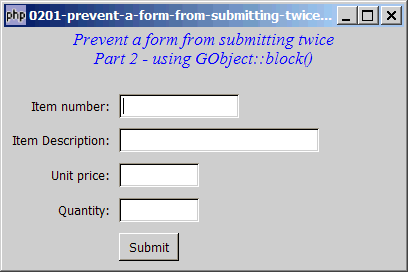 php 0201-prevent-a-form-from-submitting-twice...
Prevent a form from submitting twice
Part 2 - using GObject::block()
Item number:
Item Description:
Unit price:
Quantity:
Submit